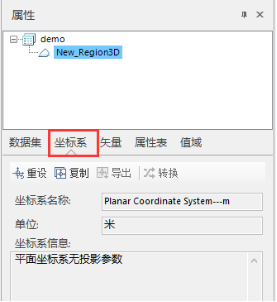 属性
demo
New_Region3D
数据集 坐标系 矢量 属性表 值域
重设 复制 导出 转换
坐标系名称: Planar Coordinate System---m
单位: 米
坐标系信息:
平面坐标系无投影参数